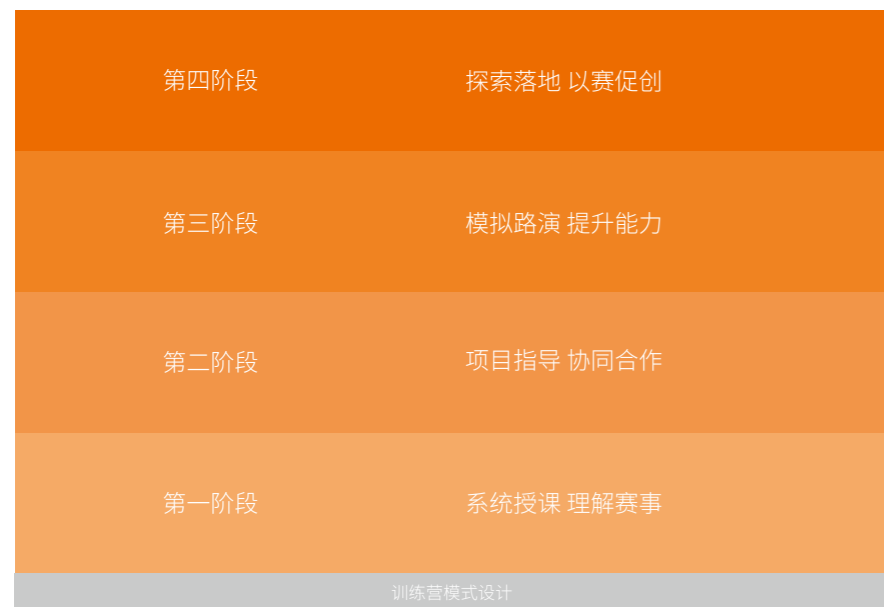 第四阶段 探索落地 以赛促创
第三阶段 模拟路演 提升能力
第二阶段 项目指导 协同合作
第一阶段 系统授课 理解赛事
训练营模式设计